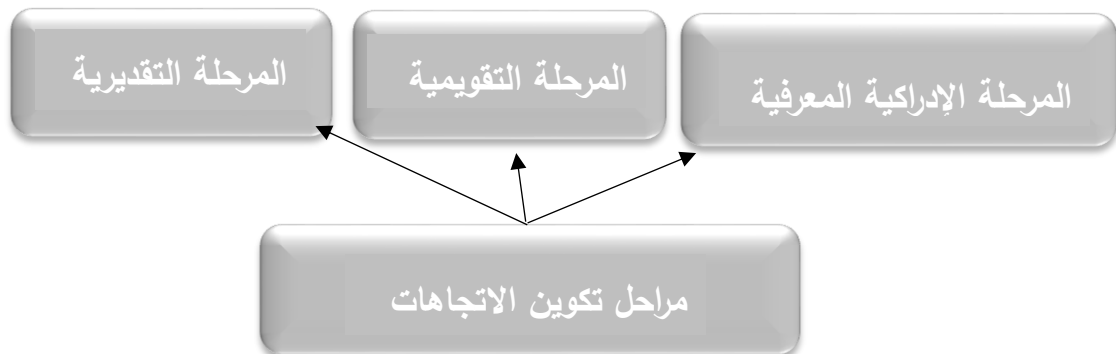 المرحلة الإدراكية المعرفية
المرحلة التقويمية
المرحلة التقديرية
مراحل تكوين الاتجاهات